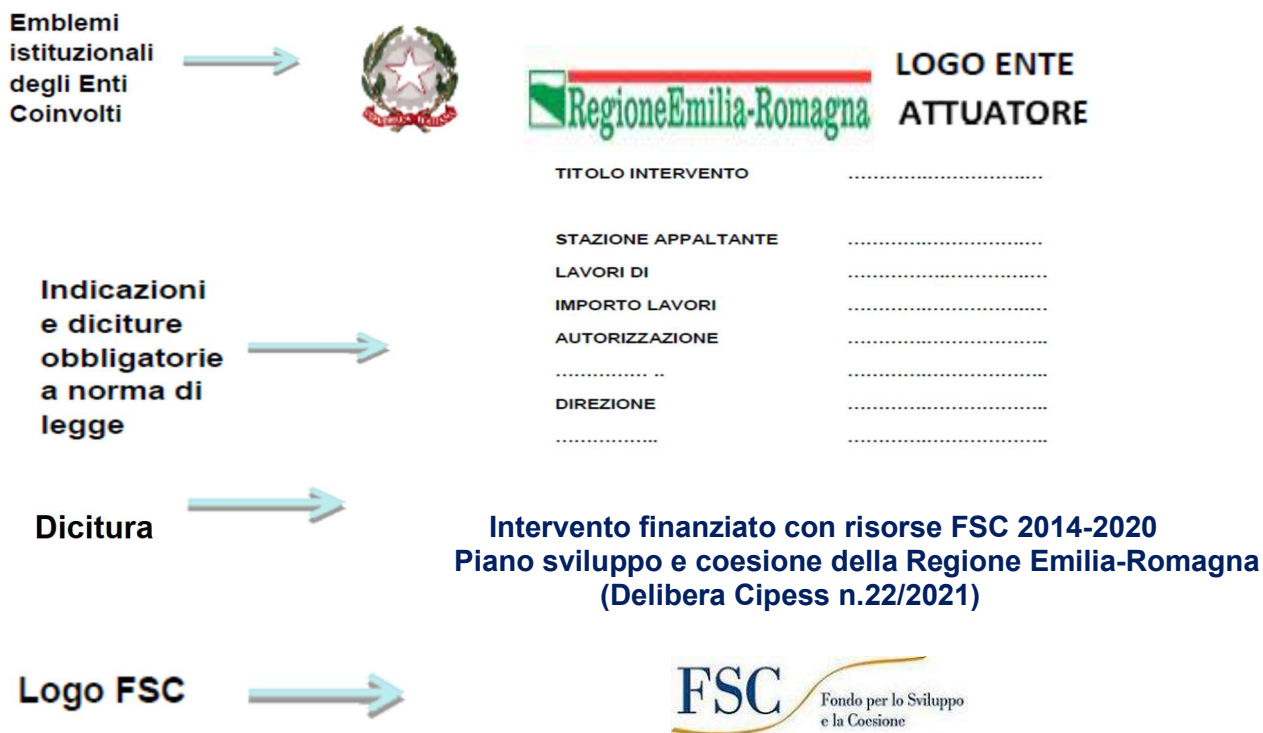 Emblemi
istituzionali
degli Enti
Coinvolti
RegioneEmilia-Romagna
LOGO ENTE
ATTUATORE
TITOLO INTERVENTO ................................
STAZIONE APPALTANTE ................................
LAVORI DI .................................
IMPORTO LAVORI .................................
AUTORIZZAZIONE .................................
............... .. .................................
DIREZIONE .................................
................. .................................
Indicazioni
e diciture
obbligatorie
a norma di
legge
Dicitura
Intervento finanziato con risorse FSC 2014-2020
Piano sviluppo e coesione della Regione Emilia-Romagna
(Delibera Cipess n.22/2021)
Logo FSC
FSC
Fondo per lo Sviluppo
e la Coesione